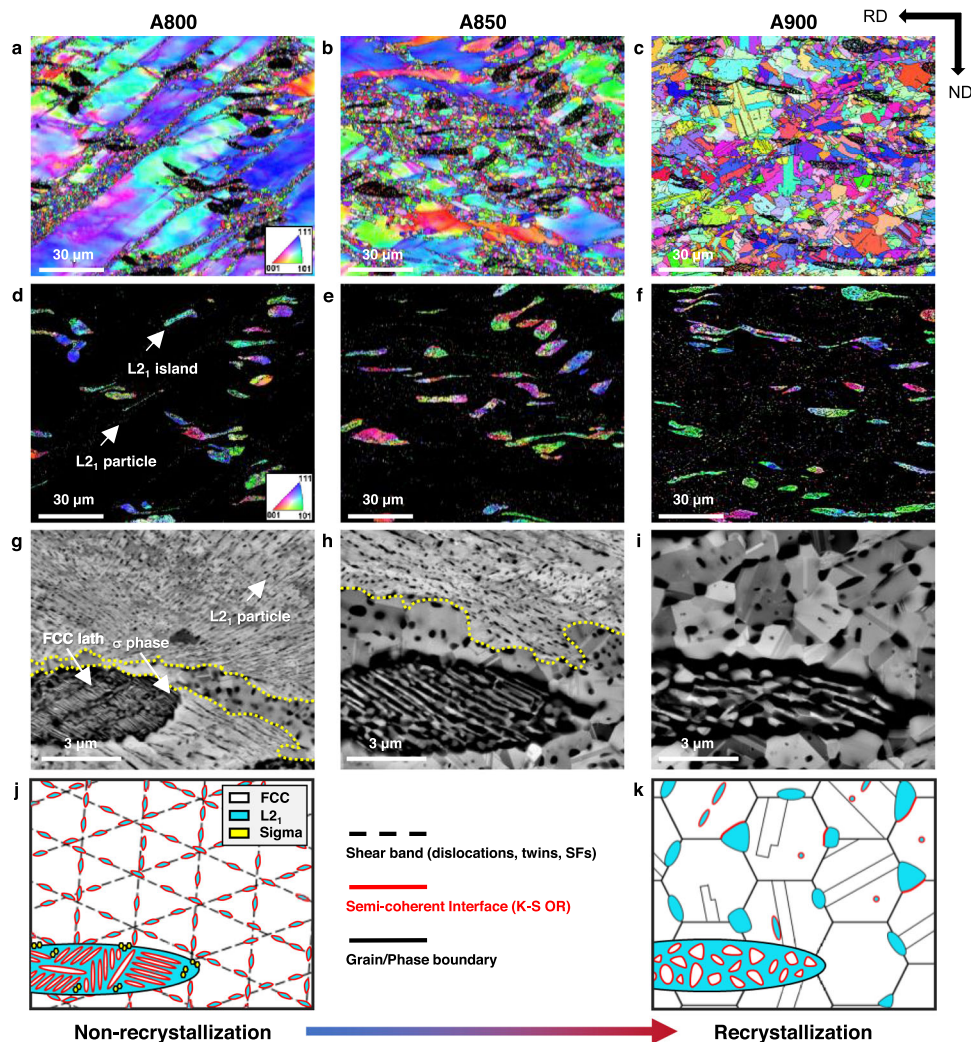 A800
A850
A900
RD
ND
a
b
c
111
001
101
30 µm
30 µm
30 µm
d
e
f
L2₁ island
L2₁ particle
111
001
101
30 µm
30 µm
30 µm
g
h
i
L2₁ particle
FCC lath
σ phase
3 µm
3 µm
3 µm
j
k
FCC
L2₁
Sigma
Shear band (dislocations, twins, SFs)
Semi-coherent Interface (K-S OR)
Grain/Phase boundary
Non-recrystallization
Recrystallization